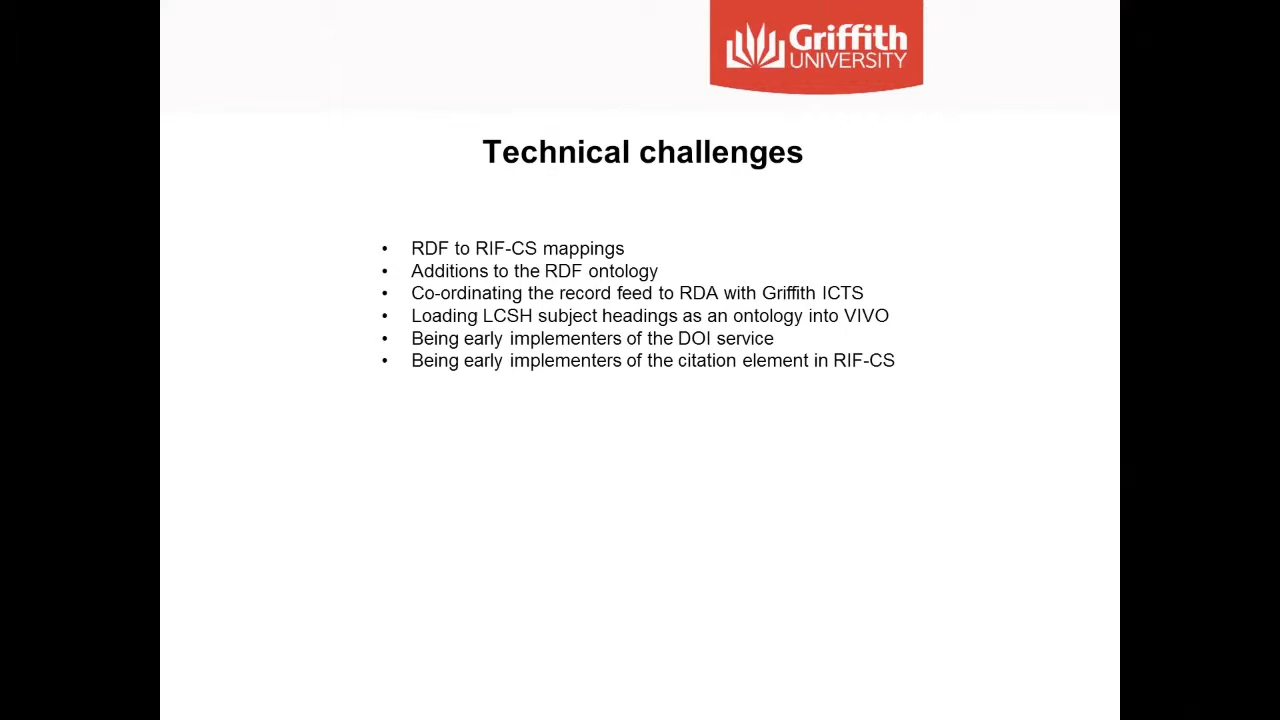 Griffith
UNIVERSITY
Technical challenges
• RDF to RIF-CS mappings
• Additions to the RDF ontology
• Co-ordinating the record feed to RDA with Griffith ICTS
• Loading LCSH subject headings as an ontology into VIVO
• Being early implementers of the DOI service
• Being early implementers of the citation element in RIF-CS